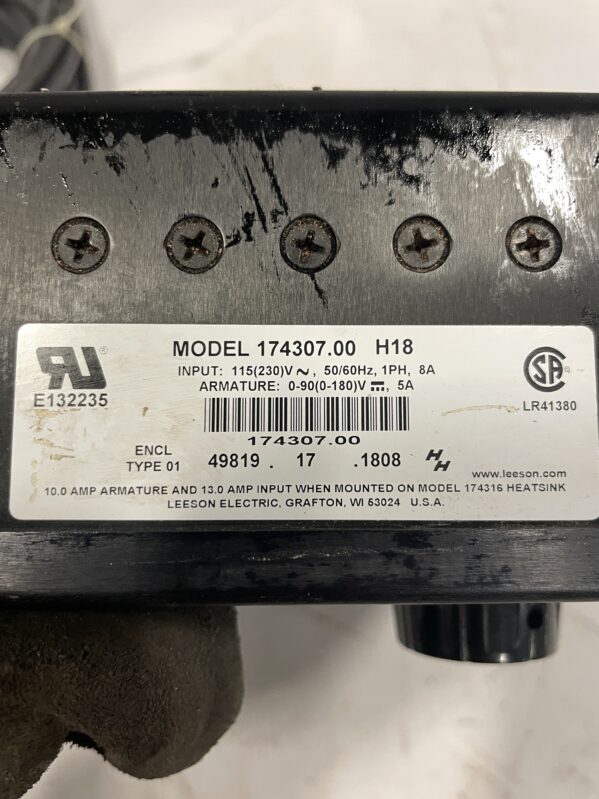 MODEL 174307.00 H18
INPUT: 115(230)V ~, 50/60Hz, 1PH, 8A
ARMATURE: 0-90(0-180)V ⎓, 5A
RU
E132235
SA
LR41380
174307.00
ENCL
TYPE 01
49819 . 17 .1808 HH
www.leeson.com
10.0 AMP ARMATURE AND 13.0 AMP INPUT WHEN MOUNTED ON MODEL 174316 HEATSINK
LEESON ELECTRIC, GRAFTON, WI 53024 U.S.A.